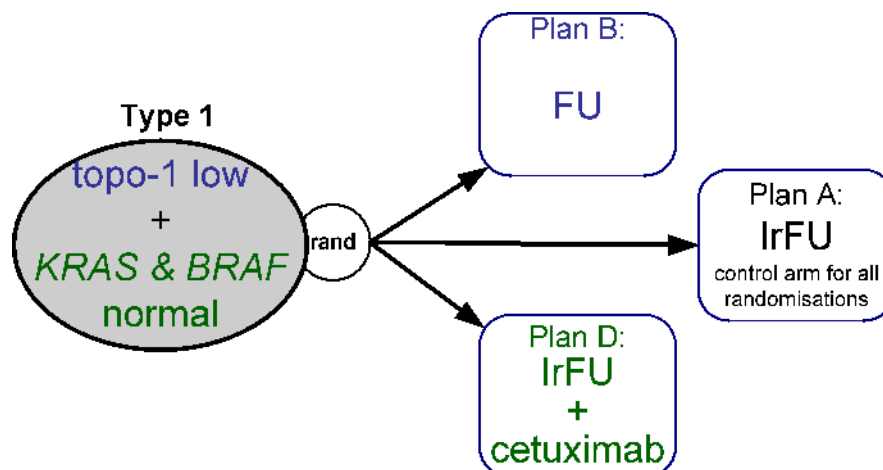 Type 1
topo-1 low
+
KRAS & BRAF
normal
rand
Plan B:
FU
Plan A:
IrFU
control arm for all
randomisations
Plan D:
IrFU
+
cetuximab